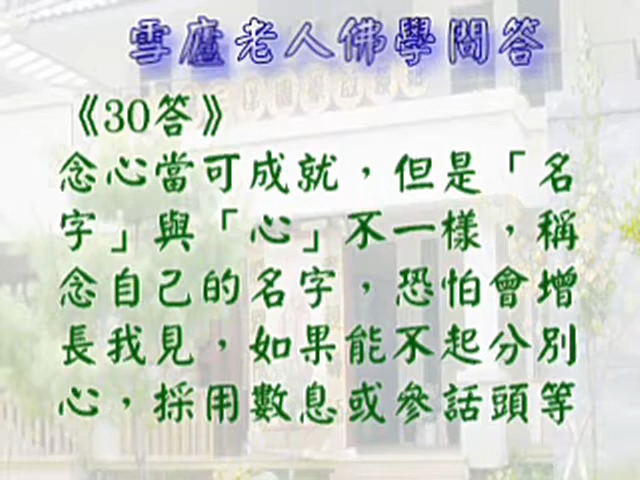 雪廬老人佛學問答
《30答》
念心當可成就，但是「名
字」與「心」不一樣，稱
念自己的名字，恐怕會增
長我見，如果能不起分別
心，採用數息或參話頭等